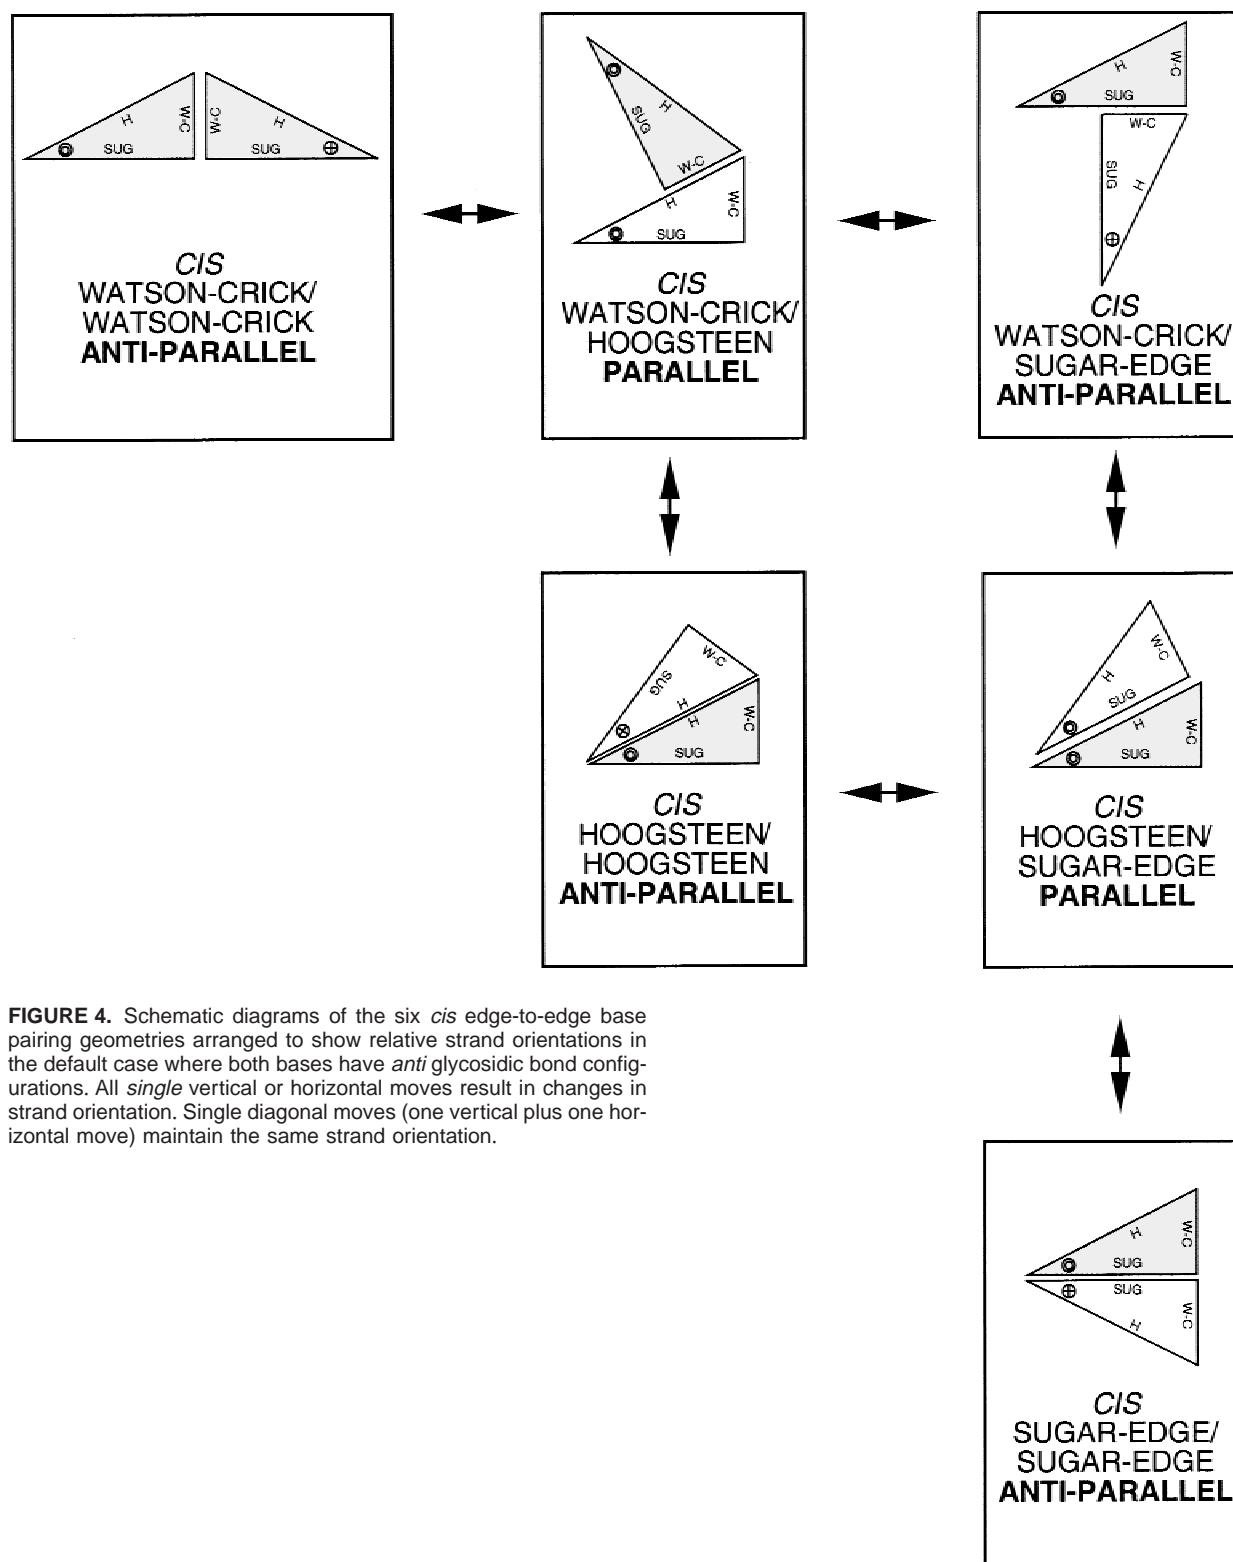 H
W-C
SUG
W-C
H
SUG
CIS
WATSON-CRICK/
WATSON-CRICK
ANTI-PARALLEL
SUG
H
W-C
H
W-C
SUG
CIS
WATSON-CRICK/
HOOGSTEEN
PARALLEL
H
W-C
SUG
W-C
SUG
H
CIS
WATSON-CRICK/
SUGAR-EDGE
ANTI-PARALLEL
W-C
SUG
H
H
W-C
SUG
CIS
HOOGSTEEN/
HOOGSTEEN
ANTI-PARALLEL
W-C
H
SUG
H
W-C
SUG
CIS
HOOGSTEEN/
SUGAR-EDGE
PARALLEL
FIGURE 4. Schematic diagrams of the six cis edge-to-edge base
pairing geometries arranged to show relative strand orientations in
the default case where both bases have anti glycosidic bond config-
urations. All single vertical or horizontal moves result in changes in
strand orientation. Single diagonal moves (one vertical plus one hor-
izontal move) maintain the same strand orientation.
H
W-C
SUG
SUG
W-C
H
CIS
SUGAR-EDGE/
SUGAR-EDGE
ANTI-PARALLEL